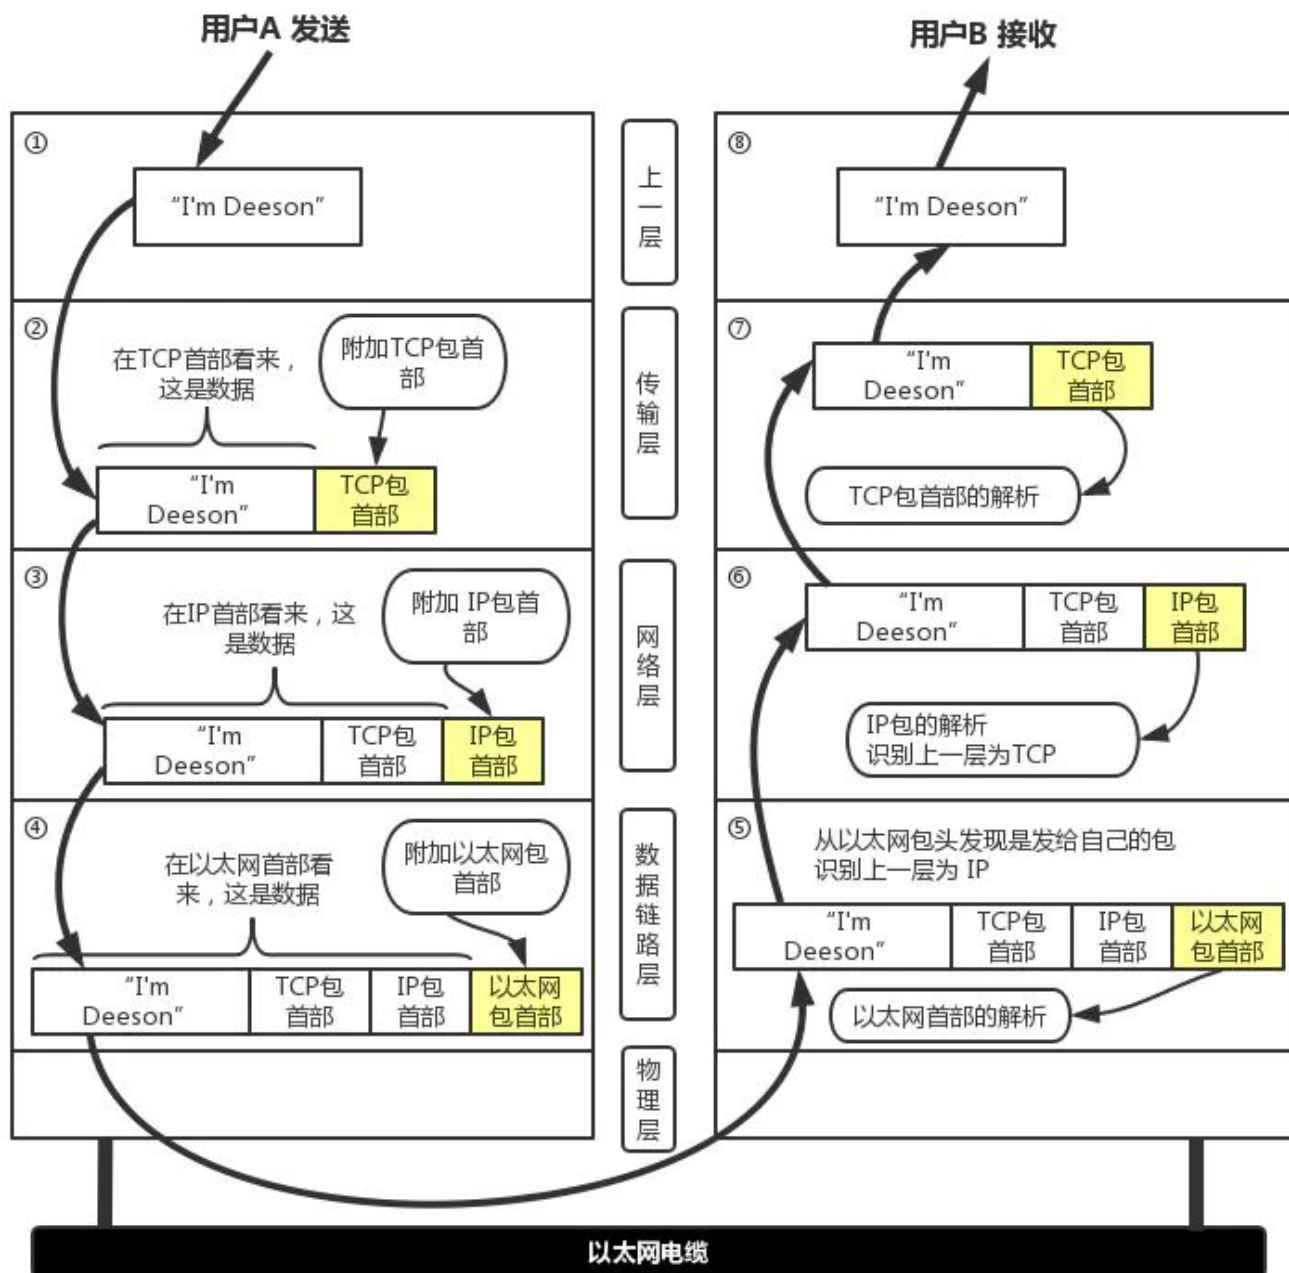 用户A 发送
①
“I'm Deeson”
②
在TCP首部看来，
这是数据
附加TCP包首
部
“I'm
Deeson”
TCP包
首部
③
在IP首部看来，这
是数据
附加 IP包首
部
“I'm
Deeson”
TCP包
首部
IP包
首部
④
在以太网首部看
来，这是数据
附加以太网包
首部
“I'm
Deeson”
TCP包
首部
IP包
首部
以太网
包首部
上一层
传输层
网络层
数据链路层
物理层
用户B 接收
⑧
“I'm Deeson”
⑦
“I'm
Deeson”
TCP包
首部
TCP包首部的解析
⑥
“I'm
Deeson”
TCP包
首部
IP包
首部
IP包的解析
识别上一层为TCP
⑤
从以太网包头发现是发给自己的包
识别上一层为 IP
“I'm
Deeson”
TCP包
首部
IP包
首部
以太网
包首部
以太网首部的解析
以太网电缆